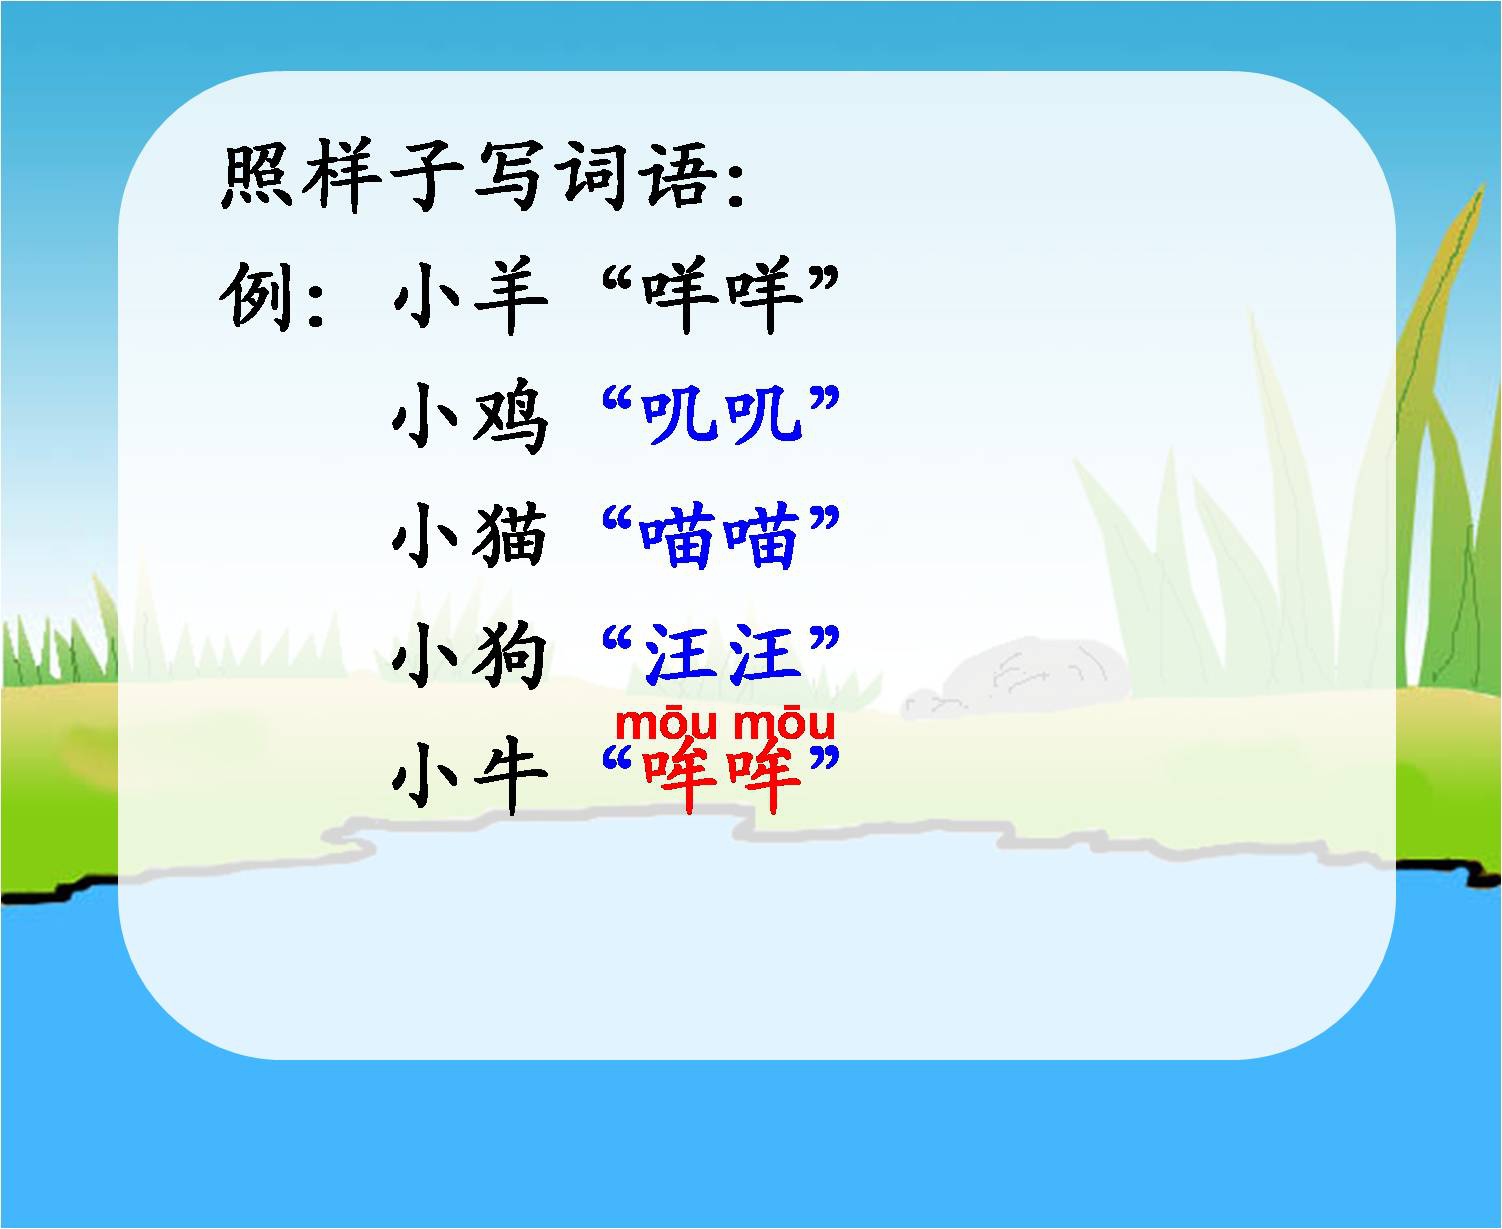 照样子写词语：
例： 小羊 “咩咩”
小鸡 “叽叽”
小猫 “喵喵”
小狗 “汪汪”
mōu mōu
小牛 “哞哞”